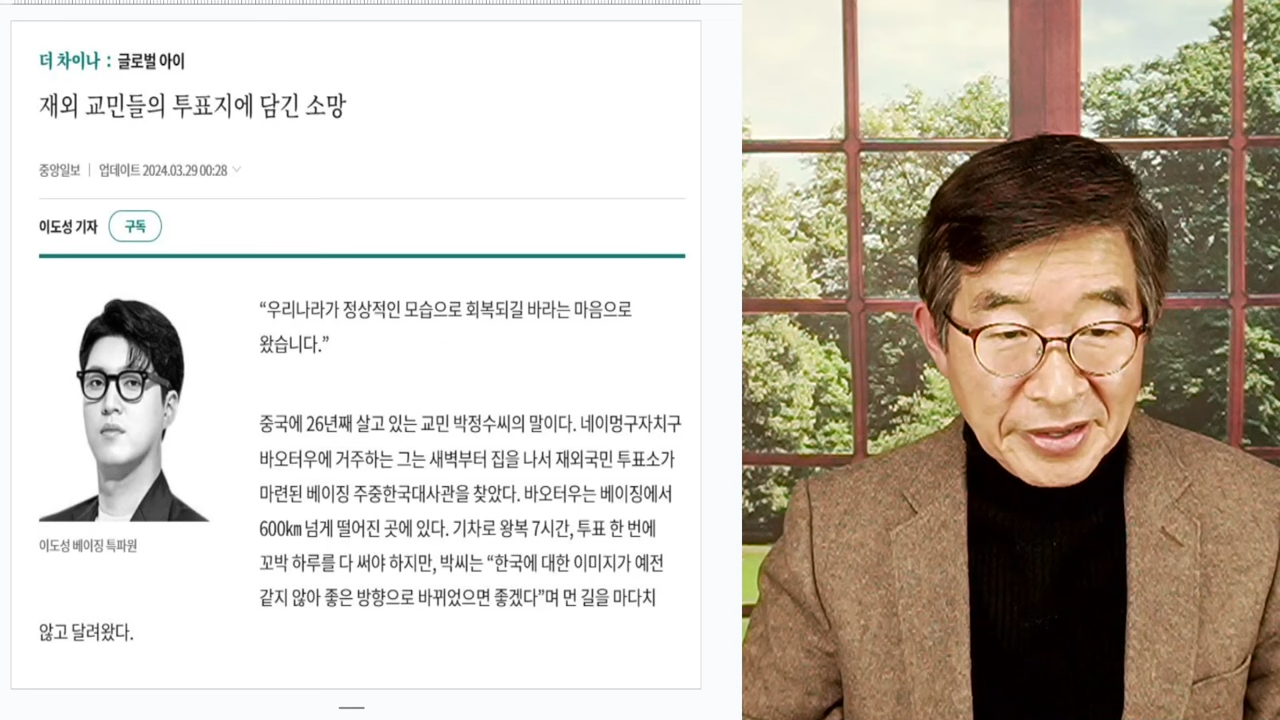 더 차이나 : 글로벌 아이
재외 교민들의 투표지에 담긴 소망
중앙일보 | 업데이트 2024.03.29 00:28
이도성 기자 구독
“우리나라가 정상적인 모습으로 회복되길 바라는 마음으로
왔습니다.”
중국에 26년째 살고 있는 교민 박정수씨의 말이다. 네이멍구자치구
바오터우에 거주하는 그는 새벽부터 집을 나서 재외국민 투표소가
마련된 베이징 주중한국대사관을 찾았다. 바오터우는 베이징에서
600㎞ 넘게 떨어진 곳에 있다. 기차로 왕복 7시간, 투표 한 번에
꼬박 하루를 다 써야 하지만, 박씨는 “한국에 대한 이미지가 예전
같지 않아 좋은 방향으로 바뀌었으면 좋겠다”며 먼 길을 마다치
않고 달려왔다.
이도성 베이징 특파원